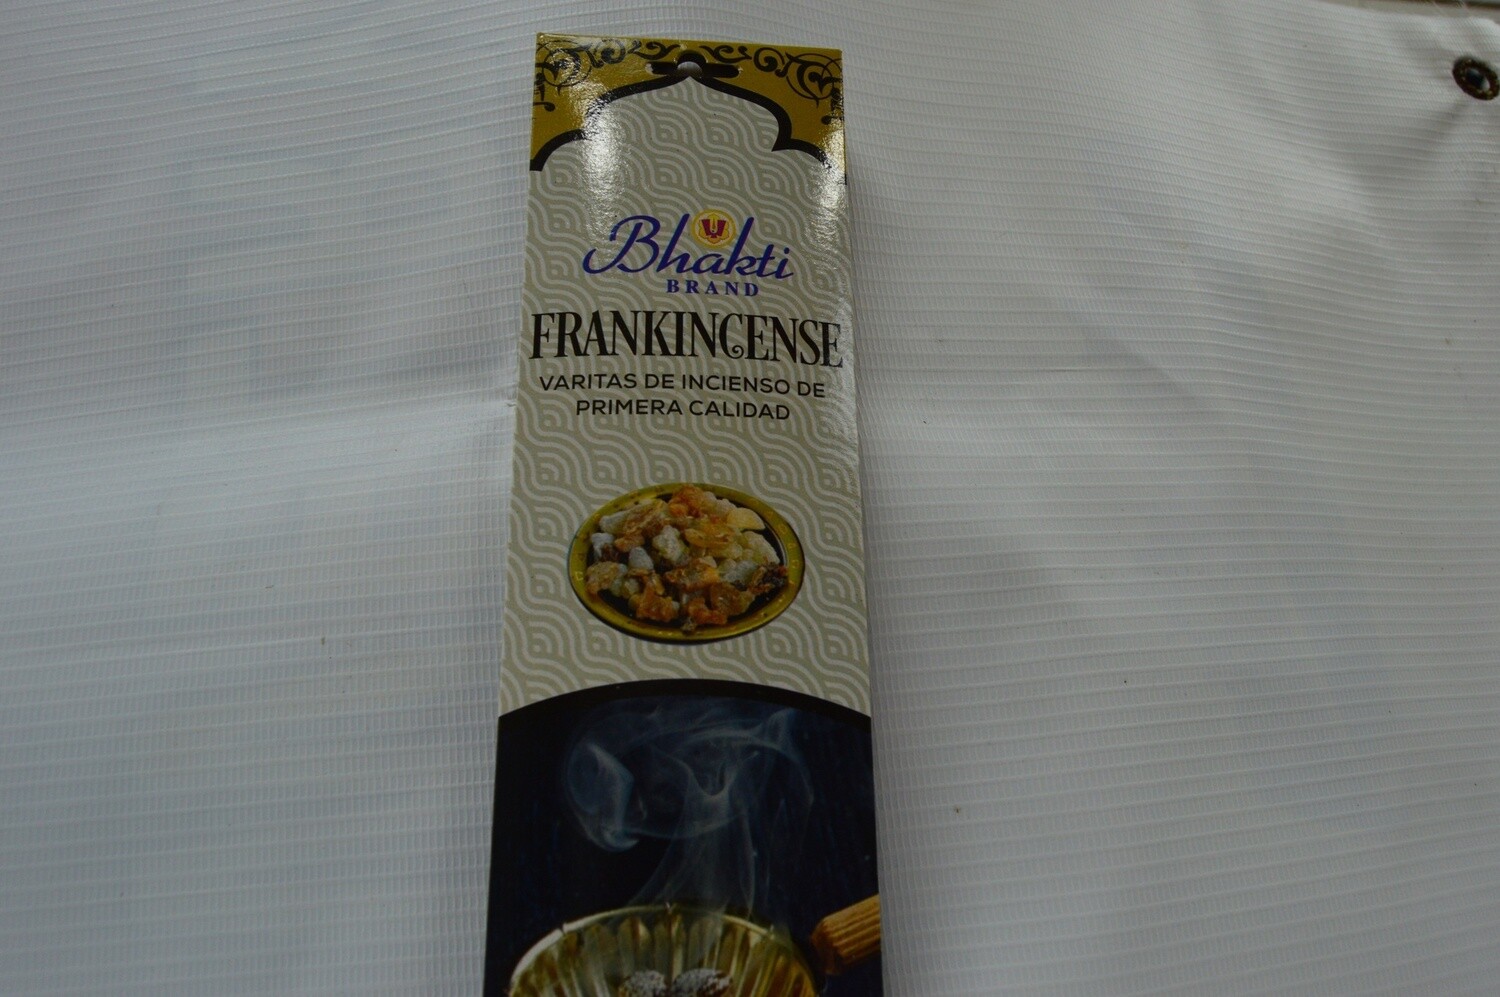 Bhakti
BRAND
FRANKINCENSE
VARITAS DE INCIENSO DE
PRIMERA CALIDAD